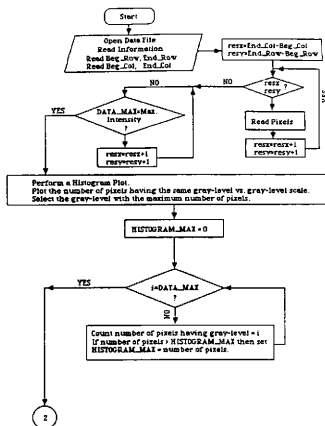 Start
Open Data File
Read Information
Read Beg_Row, End_Row
Read Beg_Col, End_Col
resx=End_Col-Beg_Col
resy=End_Row-Beg_Row
NO
NO
resx
resy ?
YES
YES
DATA_MAX=Max.
Intensity
?
Read Pixels
resx=resx+1
resy=resy+1
resx=resx+1
resy=resy+1
Perform a Histogram Plot.
Plot the number of pixels having the same gray-level vs. gray-level scale.
Select the gray-level with the maximum number of pixels.
HISTOGRAM_MAX = 0
YES
i=DATA_MAX
?
NO
Count number of pixels having gray-level = i
If number of pixels > HISTOGRAM_MAX then set
HISTOGRAM_MAX = number of pixels.
2